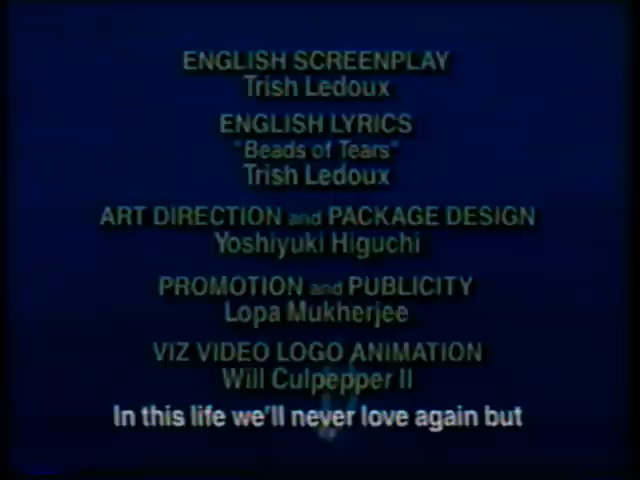 ENGLISH SCREENPLAY
Trish Ledoux
ENGLISH LYRICS
"Beads of Tears"
Trish Ledoux
ART DIRECTION and PACKAGE DESIGN
Yoshiyuki Higuchi
PROMOTION and PUBLICITY
Lopa Mukherjee
VIZ VIDEO LOGO ANIMATION
Will Culpepper II
In this life we'll never love again but